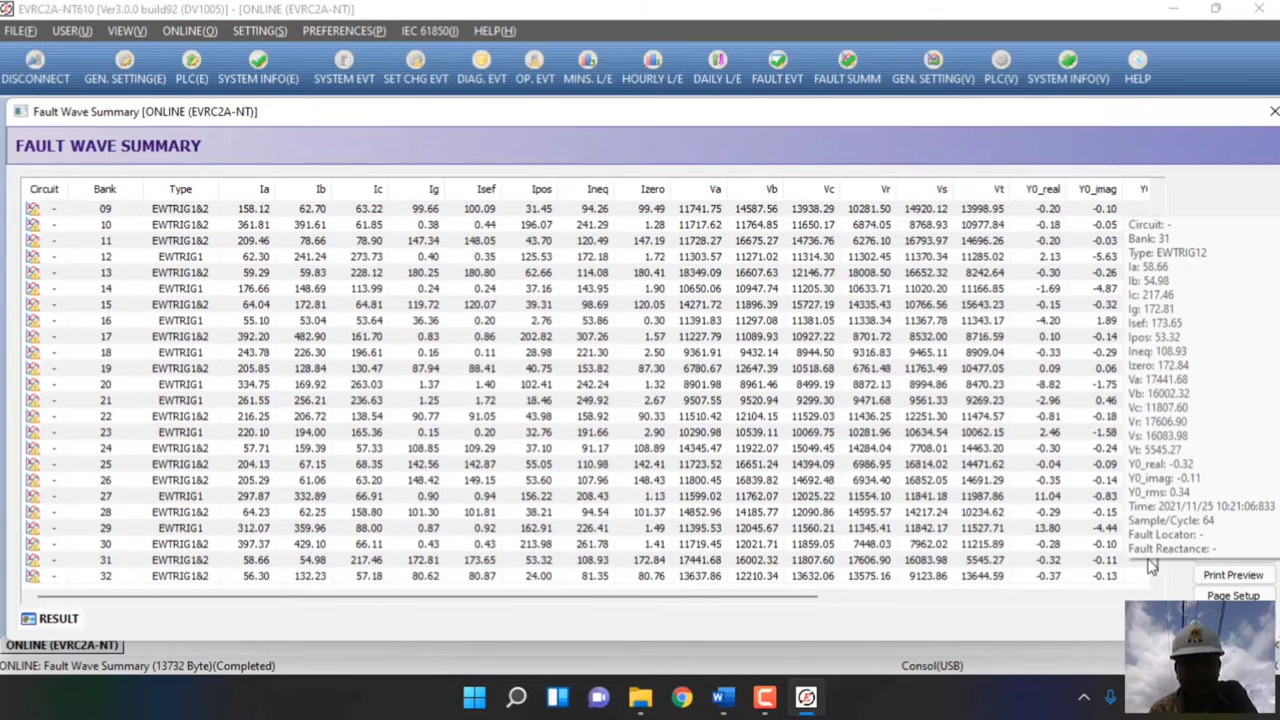 EVRC2A-NT610 [Ver3.0.0 build92 (DV1005)] - [ONLINE (EVRC2A-NT)]
FILE(F) USER(U) VIEW(V) ONLINE(O) SETTING(S) PREFERENCES(P) IEC 61850(I) HELP(H)
DISCONNECT GEN. SETTING(E) PLC(E) SYSTEM INFO(E) SYSTEM EVT SET CHG EVT DIAG. EVT OP. EVT MINS. L/E HOURLY L/E DAILY L/E FAULT EVT FAULT SUMM GEN. SETTING(V) PLC(V) SYSTEM INFO(V) HELP
Fault Wave Summary [ONLINE (EVRC2A-NT)]
FAULT WAVE SUMMARY
Circuit Bank Type Ia Ib Ic Ig Isef Ipos Ineq Izero Va Vb Vc Vr Vs Vt Y0_real Y0_imag
- 09 EWTRIG1&2 158.12 62.70 63.22 99.66 100.09 31.45 94.26 99.49 11741.75 14587.56 13938.29 10281.50 14920.12 13998.95 -0.20 -0.10
- 10 EWTRIG1&2 361.81 391.61 61.85 0.38 0.44 196.07 241.29 1.28 11717.62 11764.85 11650.17 6874.05 8768.93 10977.84 -0.18 -0.05
- 11 EWTRIG1&2 209.46 78.66 78.90 147.34 148.05 43.70 120.49 147.19 11728.27 16675.27 14736.76 6276.10 16793.97 14696.26 -0.20 -0.03
- 12 EWTRIG1 62.30 241.24 273.73 0.40 0.35 125.53 172.18 1.72 11303.57 11271.02 11314.30 11302.45 11370.34 11285.02 2.13 -5.63
- 13 EWTRIG1&2 59.29 59.83 228.12 180.25 180.80 62.66 114.08 180.41 18349.09 16607.63 12146.77 18008.50 16652.32 8242.64 -0.30 -0.26
- 14 EWTRIG1 176.66 148.69 113.99 0.24 0.24 37.16 143.95 1.90 10650.06 10947.74 11205.30 10633.71 11020.20 11166.85 -1.69 -4.87
- 15 EWTRIG1&2 64.04 172.81 64.81 119.72 120.07 39.31 98.69 120.05 14271.72 11896.39 15727.19 14335.43 10766.56 15643.23 -0.15 -0.32
- 16 EWTRIG1 55.10 53.92 53.64 36.36 0.20 2.76 53.86 0.30 11391.83 11297.08 11381.05 11338.34 11367.78 11343.17 -4.20 1.89
- 17 EWTRIG1&2 392.20 482.90 161.70 0.83 0.86 202.82 307.26 1.67 11227.79 11089.93 10927.22 8701.72 8532.00 8716.59 0.10 -0.14
- 18 EWTRIG1 243.78 226.30 196.61 0.16 0.11 28.98 221.30 2.50 9361.91 9432.14 8944.50 9316.83 9465.11 8909.04 -0.33 -0.29
- 19 EWTRIG1&2 205.85 128.84 130.47 87.94 88.41 40.75 153.82 87.30 6780.67 12647.37 10518.28 6761.48 12389.87 10477.05 0.09 0.06
- 20 EWTRIG1 334.75 169.92 263.03 1.37 1.40 102.41 242.24 1.32 8901.98 8961.46 8499.19 8872.13 8994.86 8470.23 -8.82 -1.75
- 21 EWTRIG1 261.55 256.21 236.63 1.25 1.72 18.46 249.92 2.67 9507.55 9561.33 9298.01 9471.68 9561.33 9269.23 -2.96 0.46
- 22 EWTRIG1&2 216.25 206.72 138.54 90.77 91.05 43.98 158.92 90.33 11510.42 12104.15 11529.38 11436.25 12251.30 11474.57 -0.81 -0.18
- 23 EWTRIG1 220.10 194.00 165.36 0.15 0.20 32.76 191.66 2.90 10290.98 10539.11 10069.75 10281.96 10634.54 10062.15 2.46 -1.58
- 24 EWTRIG1&2 57.71 159.39 57.33 108.85 109.29 37.10 91.17 108.89 14345.47 11922.07 15049.45 14284.04 7708.01 14463.20 -0.30 -0.24
- 25 EWTRIG1&2 204.13 67.15 68.35 142.56 142.87 55.05 110.98 142.41 11723.52 16651.24 14394.09 6986.95 16814.02 14471.62 -0.04 -0.09
- 26 EWTRIG1&2 205.29 61.06 63.20 148.42 149.15 53.60 107.96 148.43 11800.45 16839.82 14692.48 6934.40 16959.71 14691.29 -0.35 -0.14
- 27 EWTRIG1 297.87 332.89 66.91 0.90 0.96 156.22 208.43 1.13 11599.02 11762.07 12025.22 11554.10 11841.18 11987.86 11.04 -0.83
- 28 EWTRIG1&2 64.23 62.25 158.80 101.30 101.81 38.21 94.54 101.37 14852.96 15185.77 11890.96 14217.24 15120.59 10234.62 -0.29 -0.15
- 29 EWTRIG1 312.07 359.96 88.00 0.87 0.91 162.91 226.41 1.49 11395.53 12045.67 11560.21 11345.41 12158.19 11527.71 13.80 -4.44
- 30 EWTRIG1&2 397.37 429.10 66.11 0.43 0.43 213.98 261.78 2.41 11719.45 12021.79 11859.05 7448.03 7962.02 11215.89 -0.28 -0.10
- 31 EWTRIG1&2 58.66 54.98 217.46 172.81 173.65 53.32 108.93 172.84 17441.68 16002.32 11807.60 17606.90 16083.98 5545.27 -0.32 -0.11
- 32 EWTRIG1&2 56.30 132.23 57.18 80.62 80.87 24.00 81.35 80.76 13637.86 12210.34 13632.06 13575.16 9123.86 13644.59 -0.37 -0.13
Circuit: -
Bank: 31
Type: EWTRIG12
Ia: 58.66
Ib: 54.98
Ic: 217.46
Ig: 172.81
Isef: 173.65
Ipos: 53.32
Ineq: 108.93
Izero: 172.84
Va: 17441.68
Vb: 16002.32
Vc: 11807.60
Vr: 17606.90
Vs: 16083.98
Vt: 5545.27
Y0_real: -0.32
Y0_imag: -0.11
Y0_rms: 0.34
Time: 2021/11/25 10:21:06:833
Sample/Cycle: 64
Fault Locator: -
Fault Reactance: -
Print Preview
Page Setup
RESULT
ONLINE (EVRC2A-NT)
ONLINE: Fault Wave Summary (13732 Byte)(Completed)
Consol(USB)